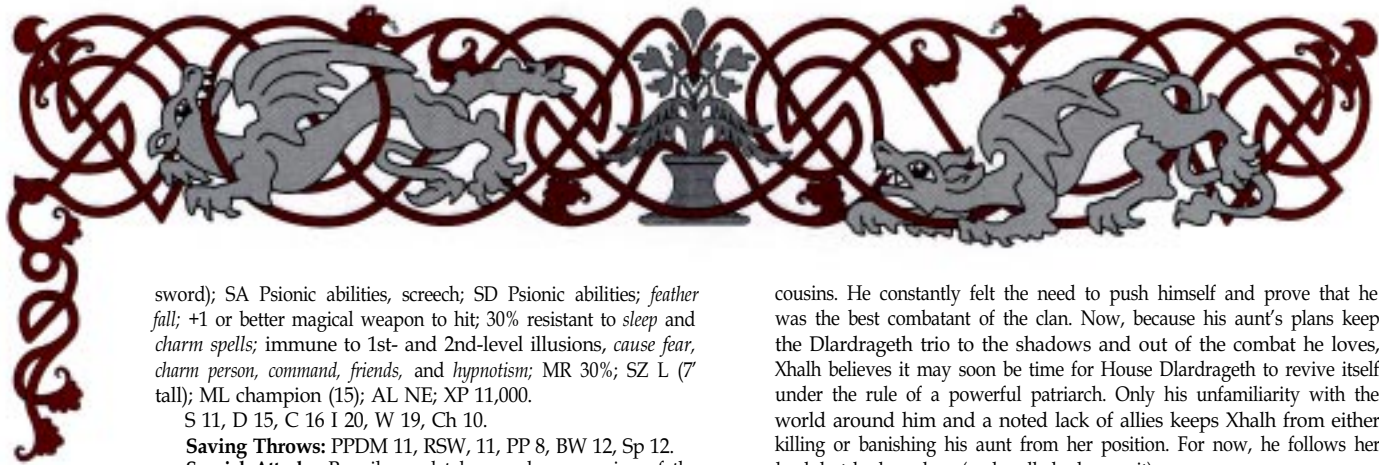 sword); SA Psionic abilities, screech; SD Psionic abilities; feather
fall; +1 or better magical weapon to hit; 30% resistant to sleep and
charm spells; immune to 1st- and 2nd-level illusions, cause fear,
charm person, command, friends, and hypnotism; MR 30%; SZ L (7’
tall); ML champion (15); AL NE; XP 11,000.
S 11, D 15, C 16 I 20, W 19, Ch 10.
Saving Throws: PPDM 11, RSW, 11, PP 8, BW 12, Sp 12.
cousins. He constantly felt the need to push himself and prove that he
was the best combatant of the clan. Now, because his aunt’s plans keep
the Dlardrageth trio to the shadows and out of the combat he loves,
Xhalh believes it may soon be time for House Dlardrageth to revive itself
under the rule of a powerful patriarch. Only his unfamiliarity with the
world around him and a noted lack of allies keeps Xhalh from either
killing or banishing his aunt from her position. For now, he follows her